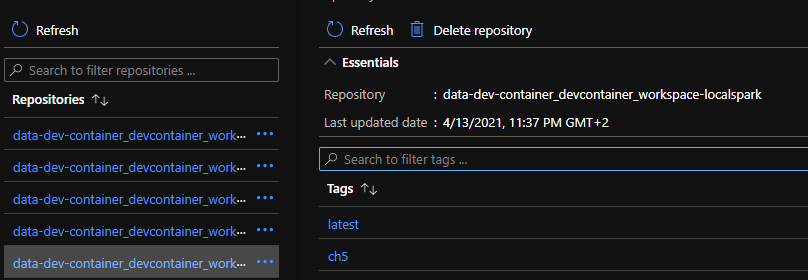 Refresh
Search to filter repositories ...
Repositories
data-dev-container_devcontainer_work...
data-dev-container_devcontainer_work...
data-dev-container_devcontainer_work...
data-dev-container_devcontainer_work...
data-dev-container_devcontainer_work...
Refresh Delete repository
Essentials
Repository : data-dev-container_devcontainer_workspace-localspark
Last updated date : 4/13/2021, 11:37 PM GMT+2
Search to filter tags ...
Tags
latest
ch5